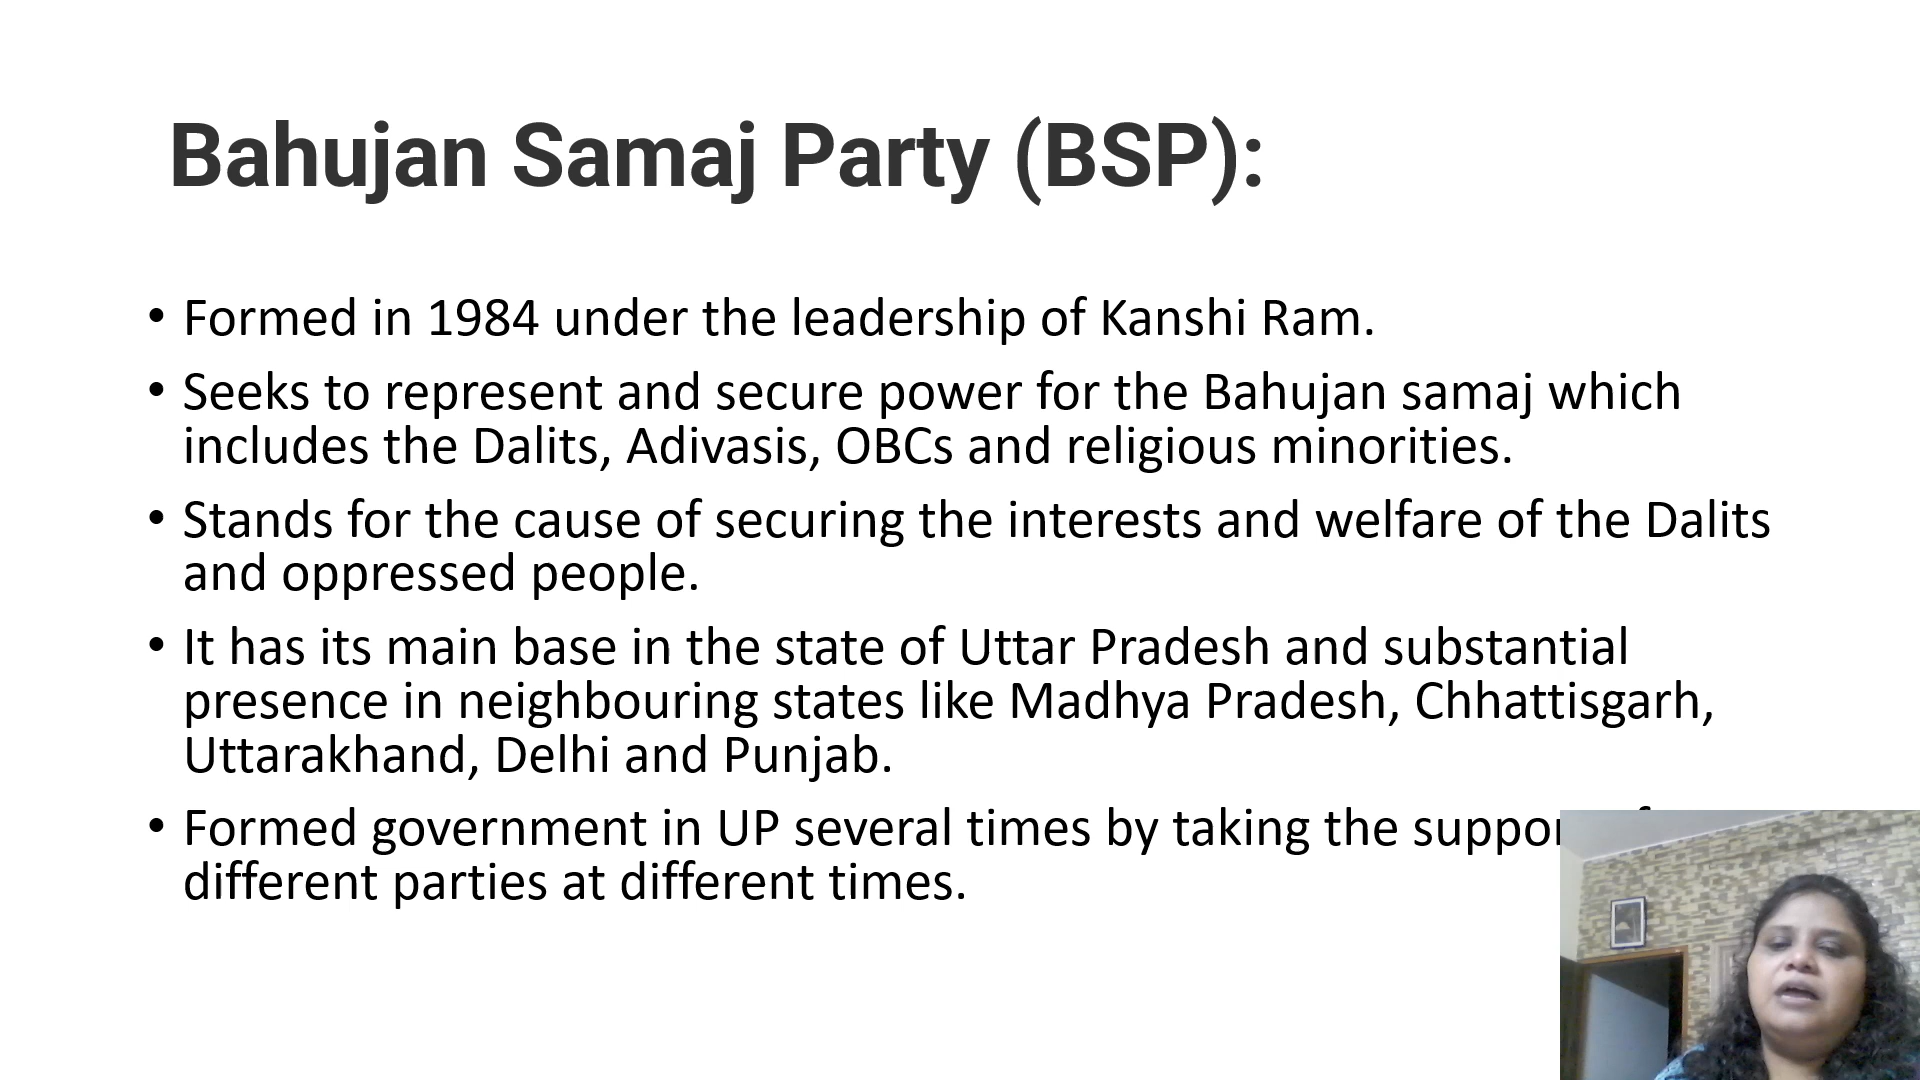 Bahujan Samaj Party (BSP):
• Formed in 1984 under the leadership of Kanshi Ram.
• Seeks to represent and secure power for the Bahujan samaj which
includes the Dalits, Adivasis, OBCs and religious minorities.
• Stands for the cause of securing the interests and welfare of the Dalits
and oppressed people.
• It has its main base in the state of Uttar Pradesh and substantial
presence in neighbouring states like Madhya Pradesh, Chhattisgarh,
Uttarakhand, Delhi and Punjab.
• Formed government in UP several times by taking the
different parties at different times.